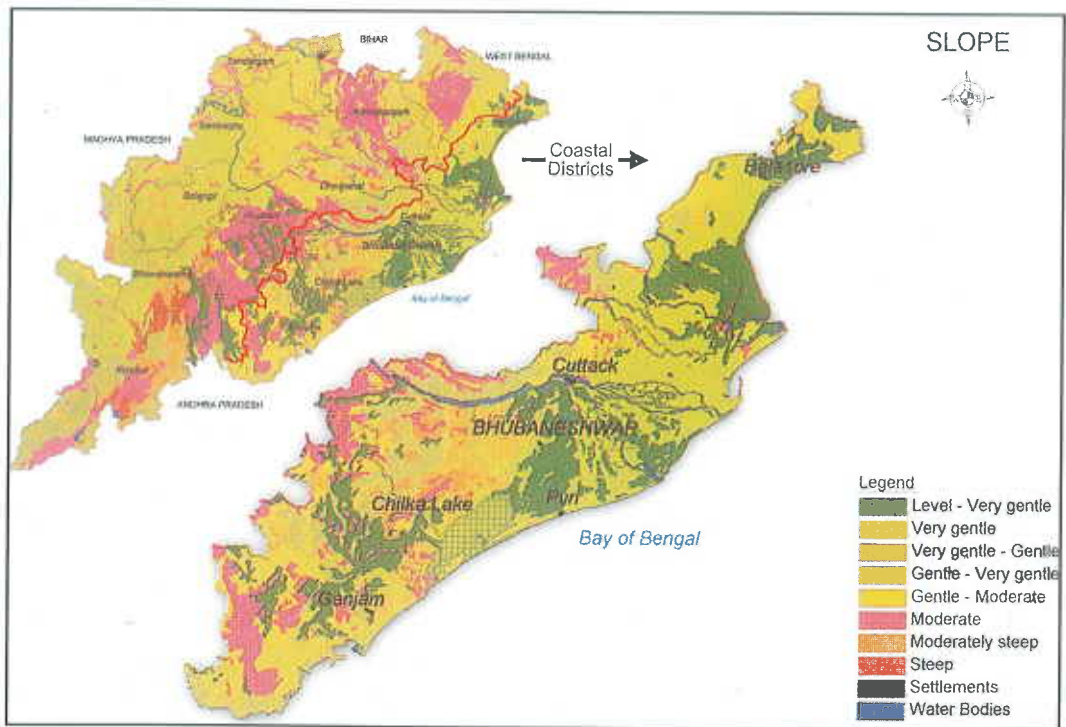 SLOPE
BIHAR
WEST BENGAL
MADHYA PRADESH
ANDHRA PRADESH
Bay of Bengal
Coastal
Districts
Balasore
Cuttack
BHUBANESHWAR
Chilka Lake
Puri
Ganjam
Bay of Bengal
Legend
Level - Very gentle
Very gentle
Very gentle - Gentle
Gentle - Very gentle
Gentle - Moderate
Moderate
Moderately steep
Steep
Settlements
Water Bodies